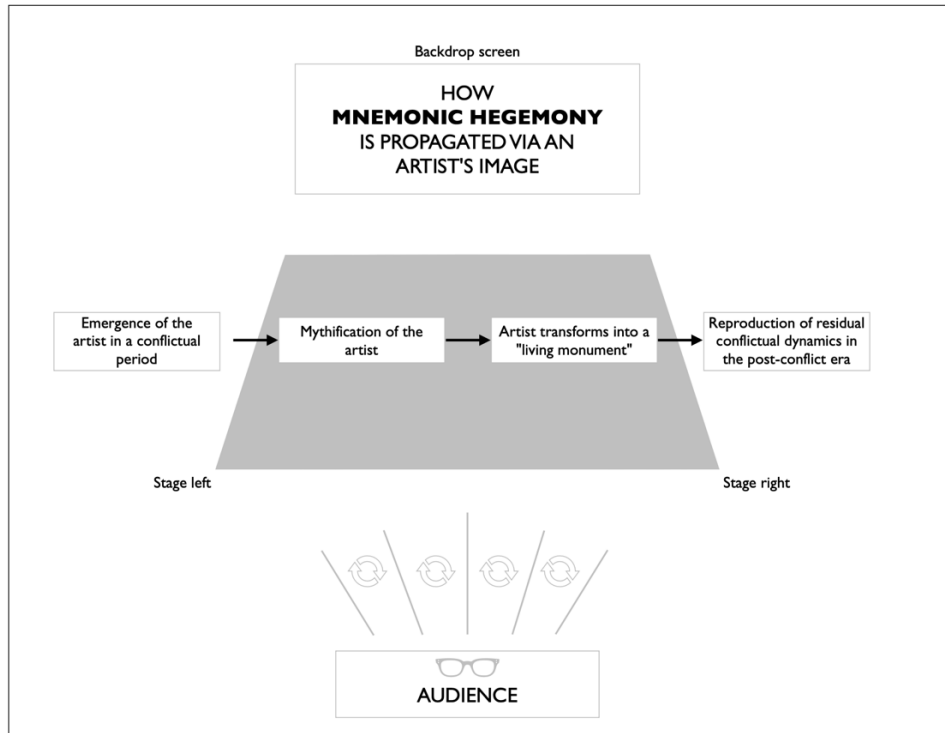 Backdrop screen
HOW
MNEMONIC HEGEMONY
IS PROPAGATED VIA AN
ARTIST'S IMAGE
Emergence of the
artist in a conflictual
period
Mythification of the
artist
Artist transforms into a
"living monument"
Reproduction of residual
conflictual dynamics in
the post-conflict era
Stage left
Stage right
AUDIENCE